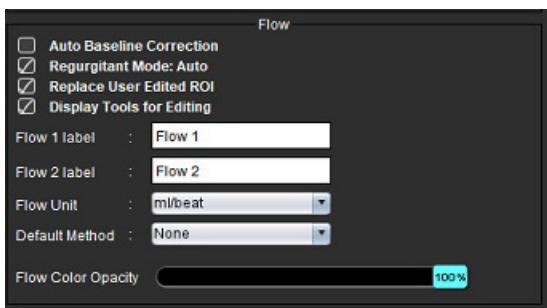 Flow
Auto Baseline Correction
Regurgitant Mode: Auto
Replace User Edited ROI
Display Tools for Editing
Flow 1 label : Flow 1
Flow 2 label : Flow 2
Flow Unit : ml/beat
Default Method : None
Flow Color Opacity 100%